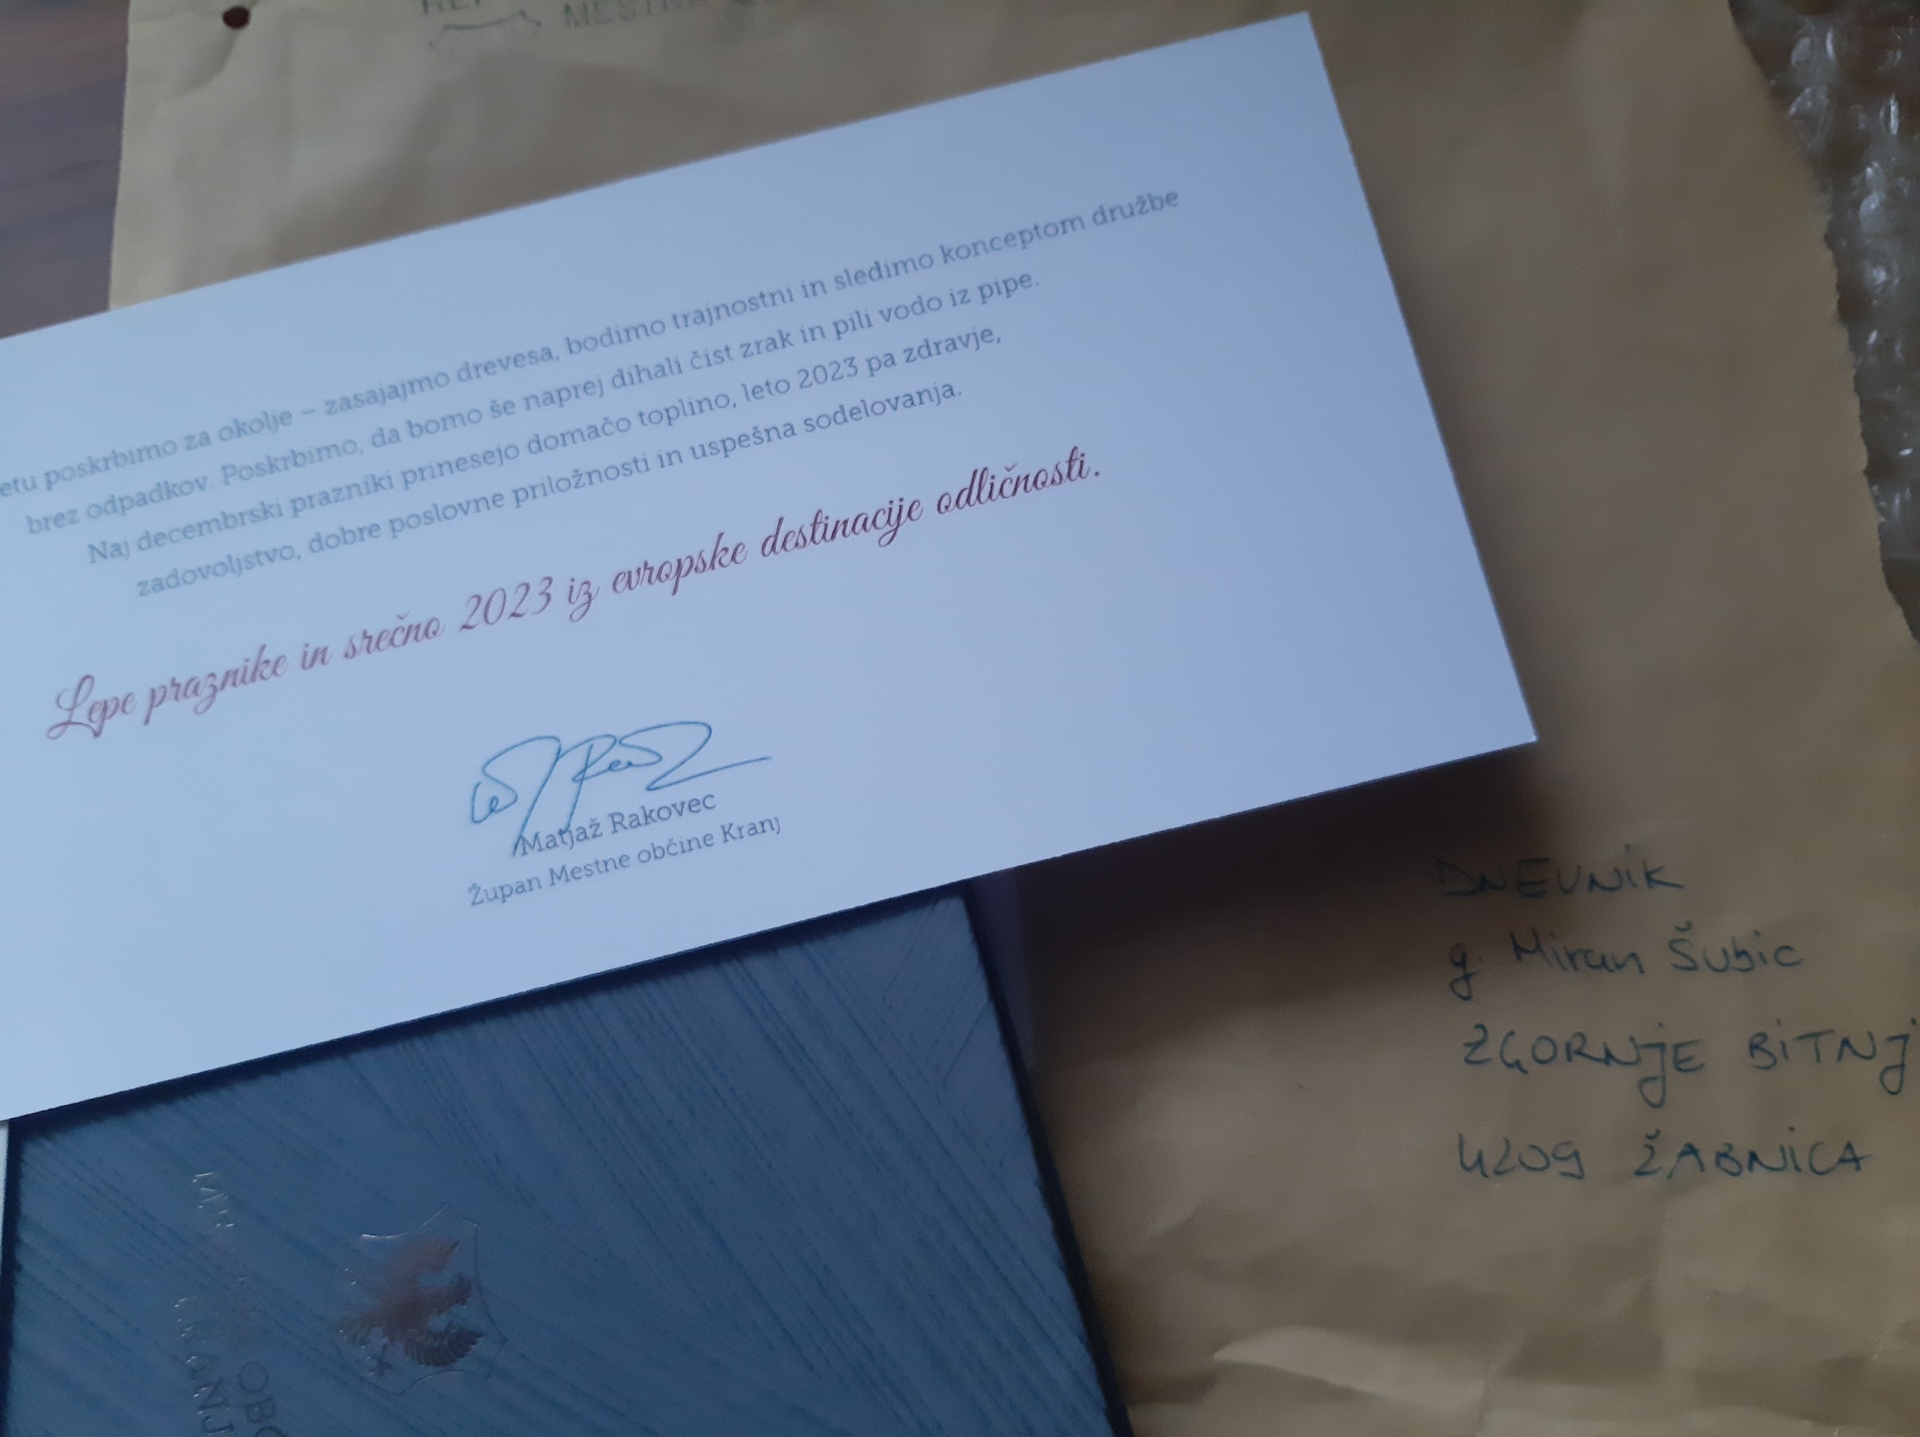 MESTNA
poskrbimo za okolje – zasajajmo drevesa, bodimo trajnostni in sledimo konceptom družbe
brez odpadkov. Poskrbimo, da bomo še naprej dihali čist zrak in pili vodo iz pipe.
Naj decembrski prazniki prinesejo domačo toplino, leto 2023 pa zdravje,
zadovoljstvo, dobre poslovne priložnosti in uspešna sodelovanja.
Lepe praznike in srečno 2023 iz evropske destinacije odličnosti.
Matjaž Rakovec
Župan Mestne občine Kranj
DNEVNIK
g. Miran Šubic
ZGORNJE BITNJ
4209 ŽABNICA
KRANJ